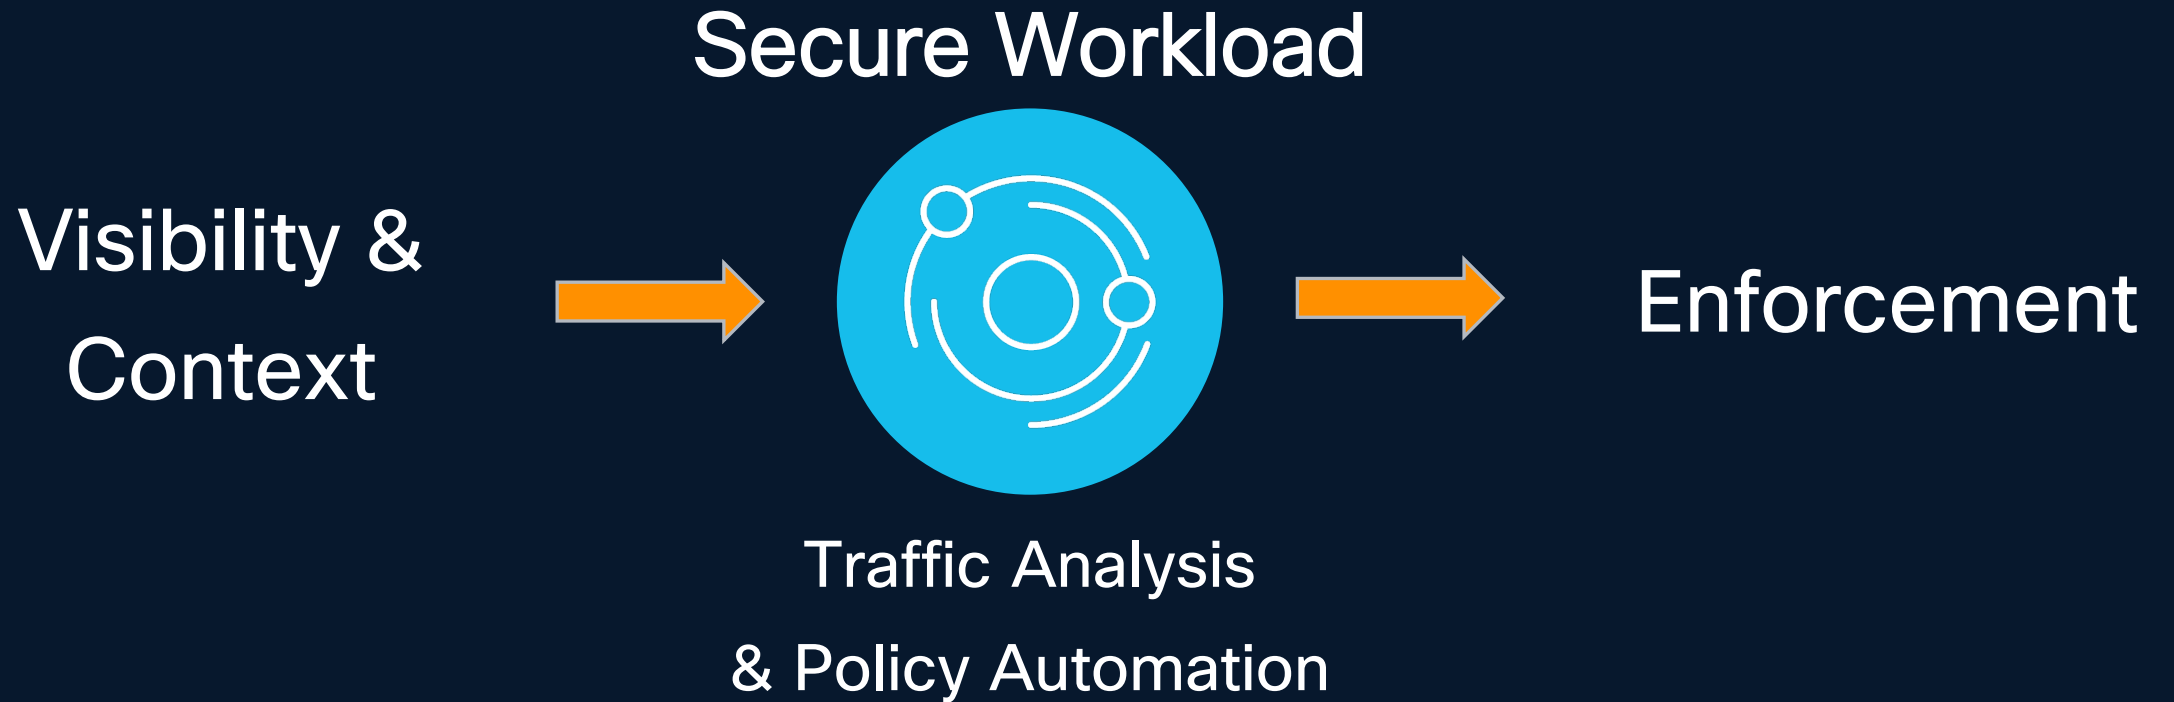 Secure Workload
Visibility &
Context
Enforcement
Traffic Analysis
& Policy Automation